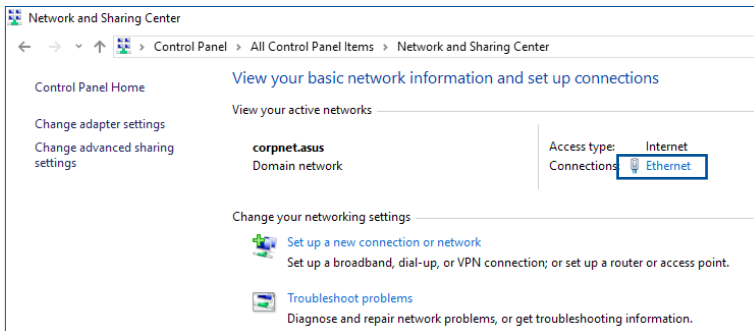 Network and Sharing Center
Control Panel > All Control Panel Items > Network and Sharing Center
Control Panel Home
Change adapter settings
Change advanced sharing
settings
View your basic network information and set up connections
View your active networks
corpnet.asus
Domain network
Access type: Internet
Connections: Ethernet
Change your networking settings
Set up a new connection or network
Set up a broadband, dial-up, or VPN connection; or set up a router or access point.
Troubleshoot problems
Diagnose and repair network problems, or get troubleshooting information.